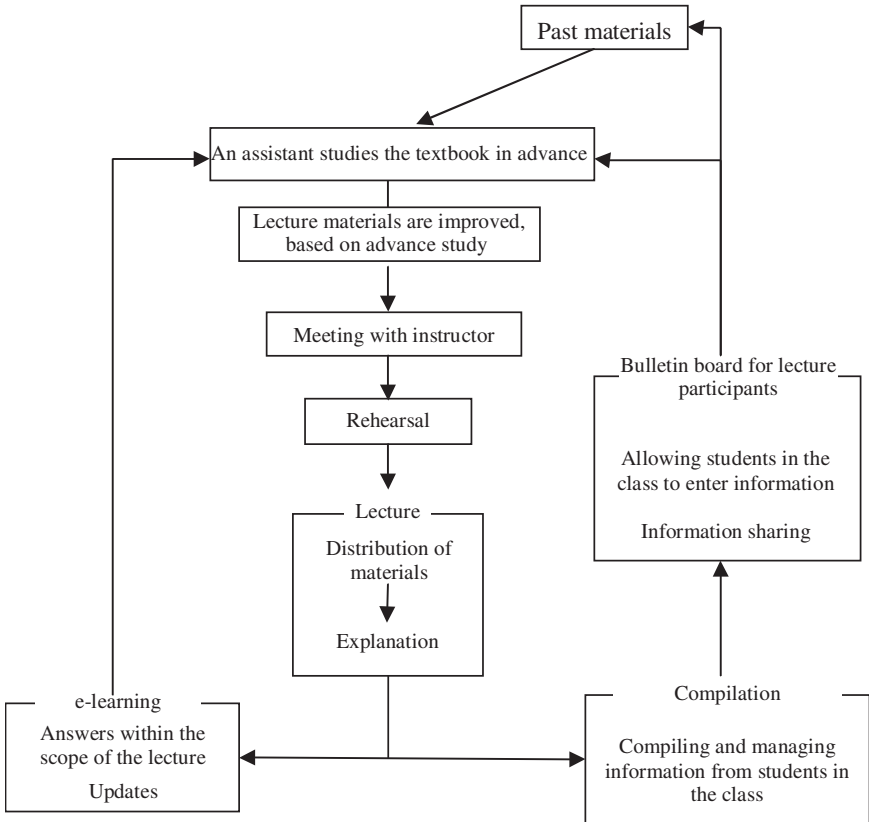 Past materials
An assistant studies the textbook in advance
Lecture materials are improved,
based on advance study
Meeting with instructor
Rehearsal
Lecture
Distribution of
materials
Explanation
Bulletin board for lecture
participants
Allowing students in the
class to enter information
Information sharing
e-learning
Answers within the
scope of the lecture
Updates
Compilation
Compiling and managing
information from students in
the class